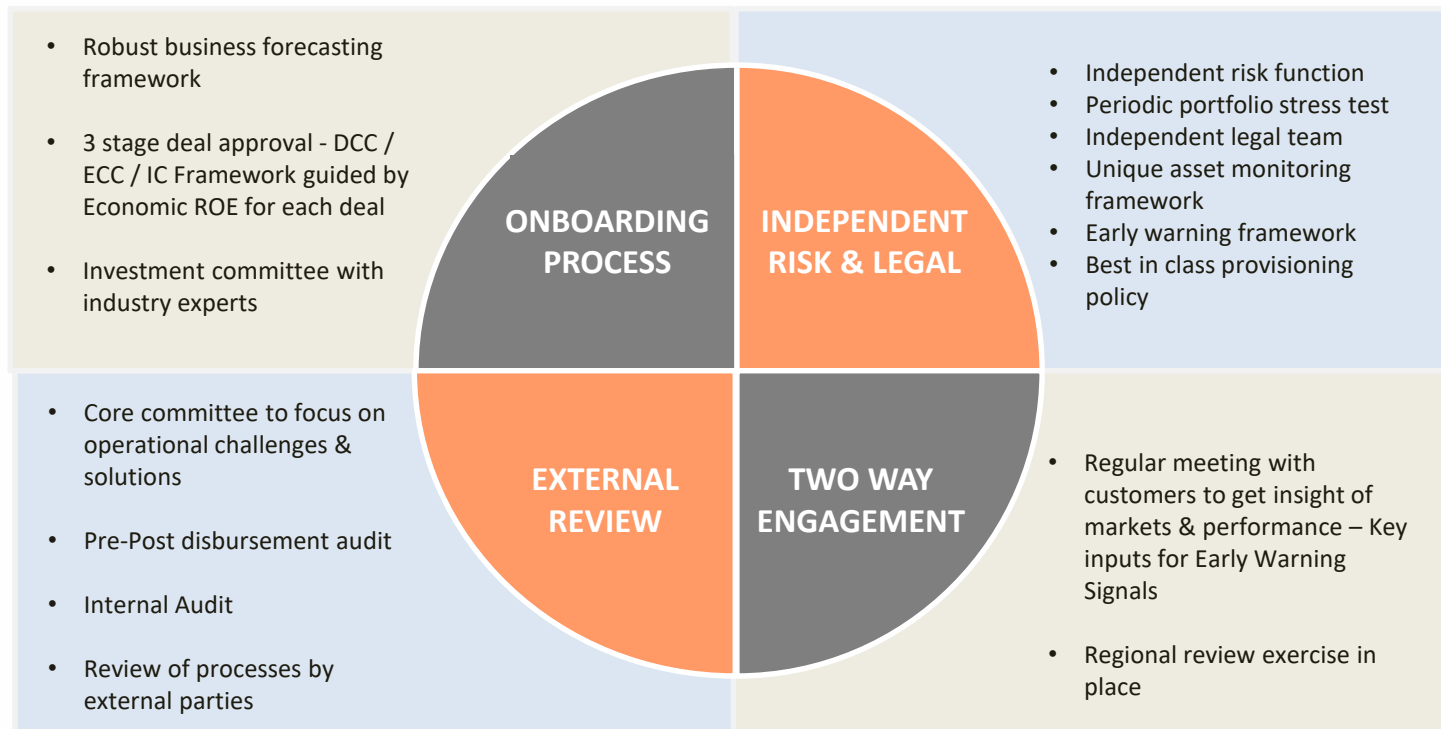 • Robust business forecasting
framework
• 3 stage deal approval - DCC /
ECC / IC Framework guided by
Economic ROE for each deal
• Investment committee with
industry experts
ONBOARDING
PROCESS
INDEPENDENT
RISK & LEGAL
• Independent risk function
• Periodic portfolio stress test
• Independent legal team
• Unique asset monitoring
framework
• Early warning framework
• Best in class provisioning
policy
• Core committee to focus on
operational challenges &
solutions
• Pre-Post disbursement audit
• Internal Audit
• Review of processes by
external parties
EXTERNAL
REVIEW
TWO WAY
ENGAGEMENT
• Regular meeting with
customers to get insight of
markets & performance – Key
inputs for Early Warning
Signals
• Regional review exercise in
place